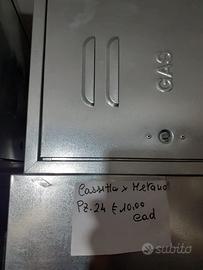 GAS
Cassetta x Metano
Pz. 24 € 10,00
cad
subito